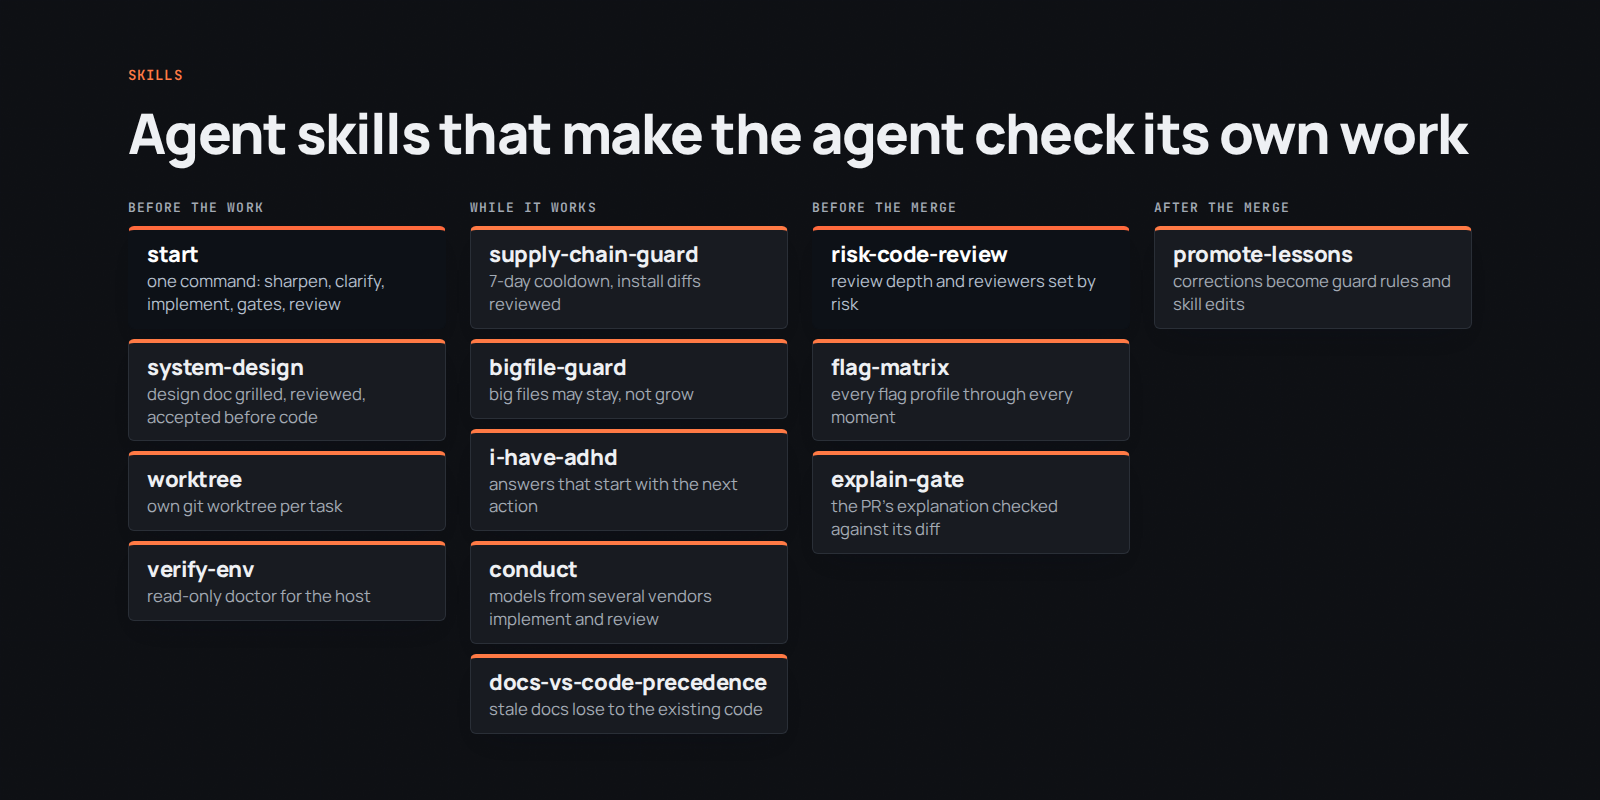 SKILLS
Agent skills that make the agent check its own work
BEFORE THE WORK
start
one command: sharpen, clarify,
implement, gates, review
system-design
design doc grilled, reviewed,
accepted before code
worktree
own git worktree per task
verify-env
read-only doctor for the host
WHILE IT WORKS
supply-chain-guard
7-day cooldown, install diffs
reviewed
bigfile-guard
big files may stay, not grow
i-have-adhd
answers that start with the next
action
conduct
models from several vendors
implement and review
docs-vs-code-precedence
stale docs lose to the existing code
BEFORE THE MERGE
risk-code-review
review depth and reviewers set by
risk
flag-matrix
every flag profile through every
moment
explain-gate
the PR's explanation checked
against its diff
AFTER THE MERGE
promote-lessons
corrections become guard rules and
skill edits